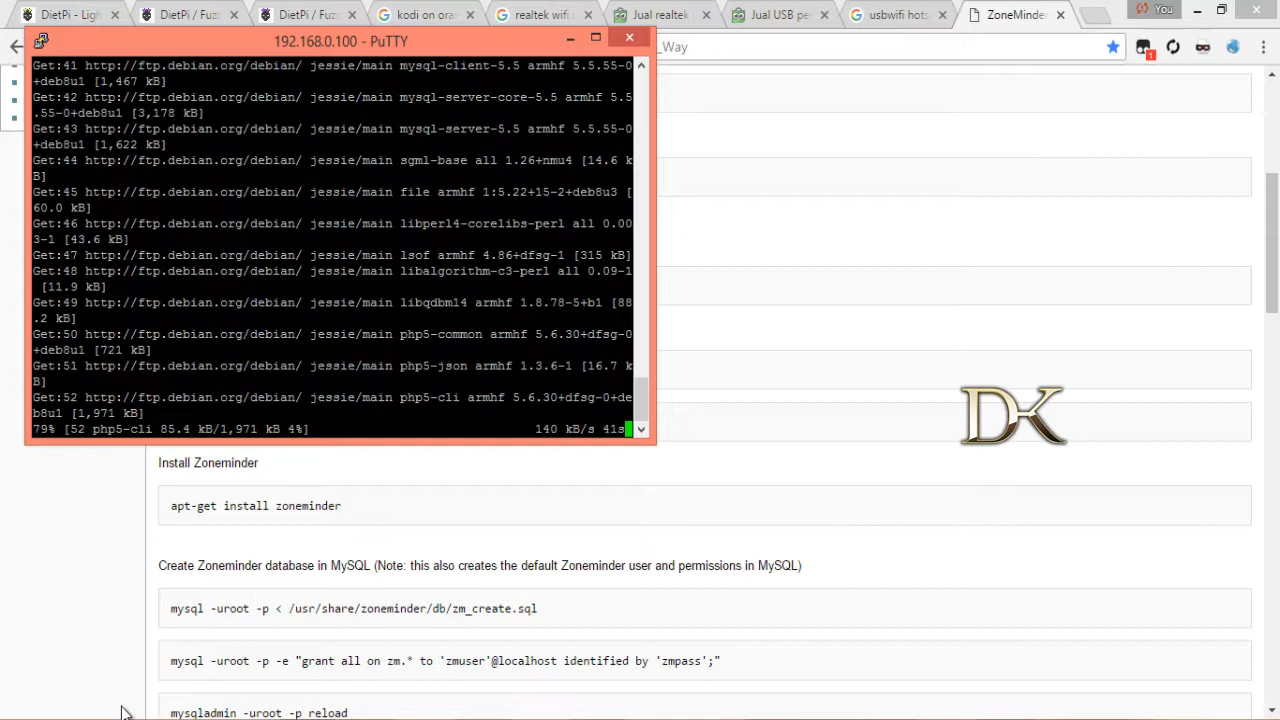 DietPi - Ligh
DietPi / Fuzo
DietPi / Fuzo
kodi on oran
realtek wifi
Jual realtek
Jual USB pe
usbwifi hots
ZoneMinder
You
_Way
1
192.168.0.100 - PuTTY
Get:41 http://ftp.debian.org/debian/ jessie/main mysql-client-5.5 armhf 5.5.55-0
+deb8u1 [1,467 kB]
Get:42 http://ftp.debian.org/debian/ jessie/main mysql-server-core-5.5 armhf 5.5
.55-0+deb8u1 [3,178 kB]
Get:43 http://ftp.debian.org/debian/ jessie/main mysql-server-5.5 armhf 5.5.55-0
+deb8u1 [1,622 kB]
Get:44 http://ftp.debian.org/debian/ jessie/main sgml-base all 1.26+nmu4 [14.6 k
B]
Get:45 http://ftp.debian.org/debian/ jessie/main file armhf 1:5.22+15-2+deb8u3 [
60.0 kB]
Get:46 http://ftp.debian.org/debian/ jessie/main libperl4-corelibs-perl all 0.00
3-1 [43.6 kB]
Get:47 http://ftp.debian.org/debian/ jessie/main lsof armhf 4.86+dfsg-1 [315 kB]
Get:48 http://ftp.debian.org/debian/ jessie/main libalgorithm-c3-perl all 0.09-1
[11.9 kB]
Get:49 http://ftp.debian.org/debian/ jessie/main libqdbm14 armhf 1.8.78-5+b1 [88
.2 kB]
Get:50 http://ftp.debian.org/debian/ jessie/main php5-common armhf 5.6.30+dfsg-0
+deb8u1 [721 kB]
Get:51 http://ftp.debian.org/debian/ jessie/main php5-json armhf 1.3.6-1 [16.7 k
B]
Get:52 http://ftp.debian.org/debian/ jessie/main php5-cli armhf 5.6.30+dfsg-0+de
b8u1 [1,971 kB]
79% [52 php5-cli 85.4 kB/1,971 kB 4%] 140 kB/s 41s
DK
Install Zoneminder
apt-get install zoneminder
Create Zoneminder database in MySQL (Note: this also creates the default Zoneminder user and permissions in MySQL)
mysql -uroot -p < /usr/share/zoneminder/db/zm_create.sql
mysql -uroot -p -e "grant all on zm.* to 'zmuser'@localhost identified by 'zmpass';"
mysqladmin -uroot -p reload